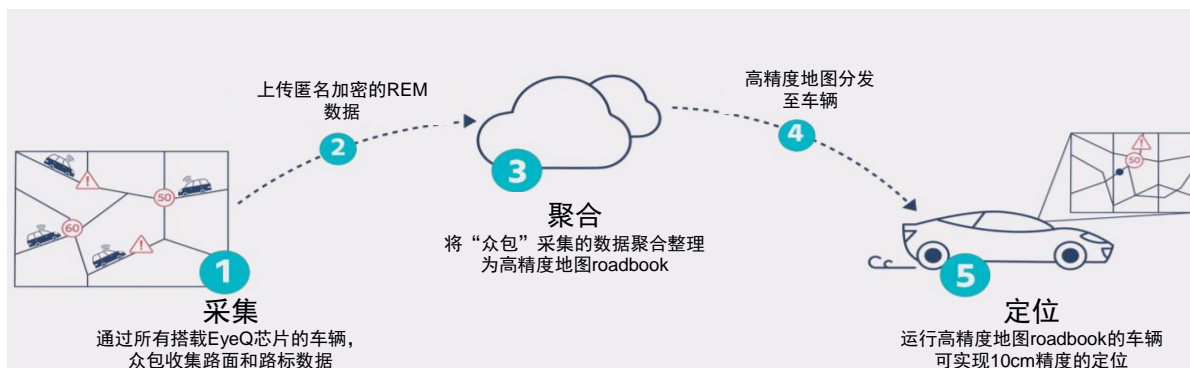 上传匿名加密的REM
数据
2
3
聚合
将“众包”采集的数据聚合整理
为高精度地图roadbook
高精度地图分发
至车辆
4
50
60
1
采集
通过所有搭载EyeQ芯片的车辆，
众包收集路面和路标数据
50
5
定位
运行高精度地图roadbook的车辆
可实现10cm精度的定位